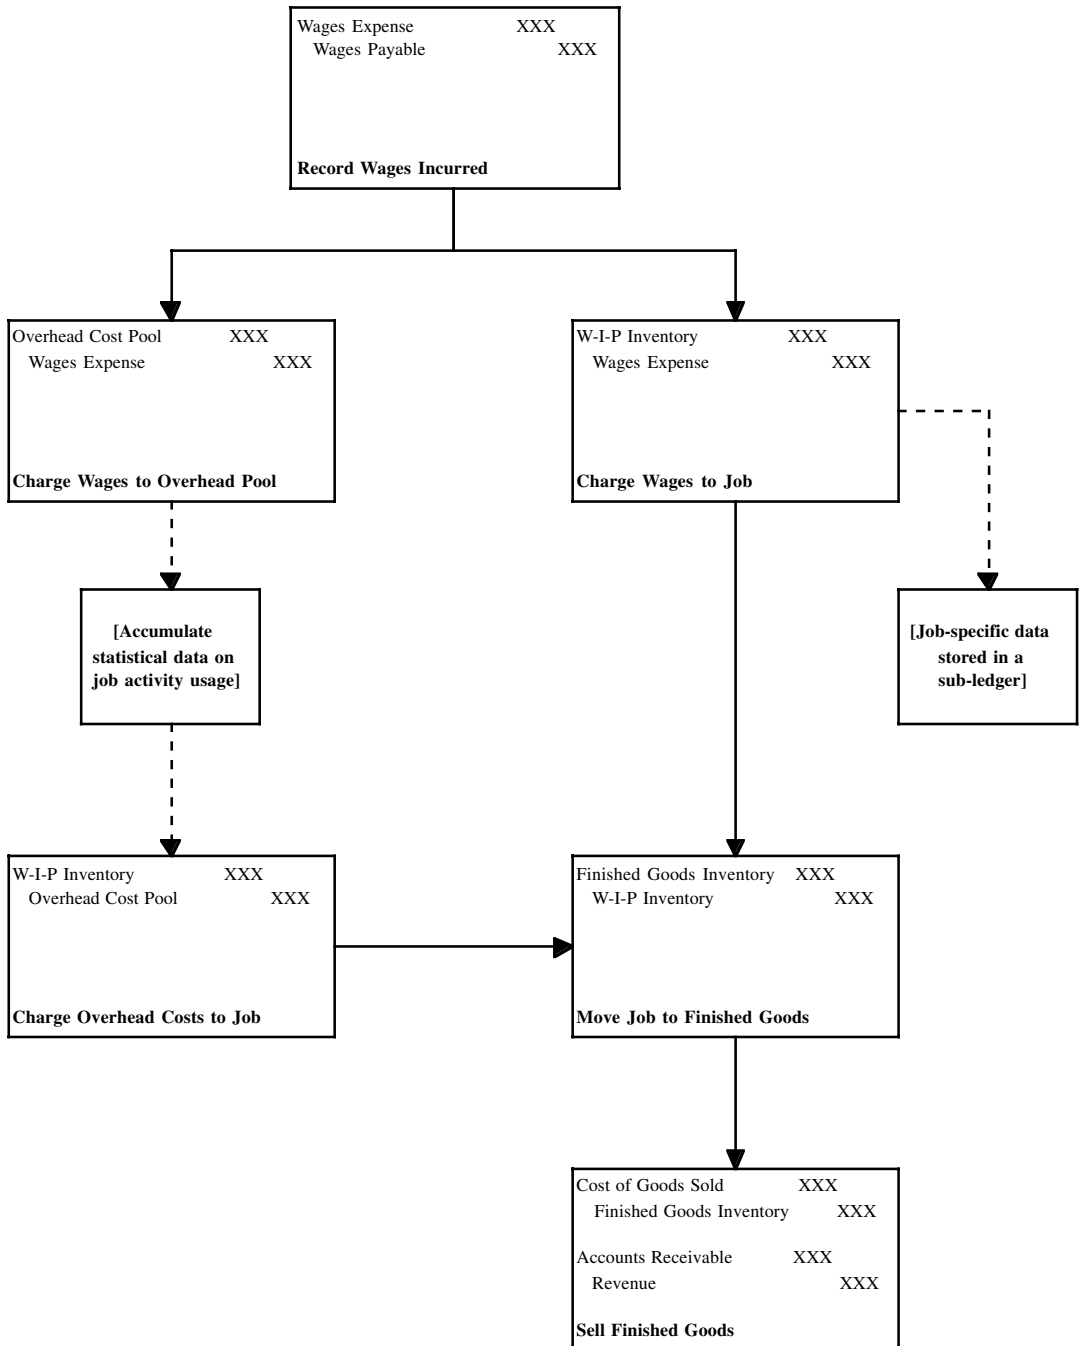 Wages Expense XXX
Wages Payable XXX
Record Wages Incurred
Overhead Cost Pool XXX
Wages Expense XXX
Charge Wages to Overhead Pool
W-I-P Inventory XXX
Wages Expense XXX
Charge Wages to Job
[Accumulate
statistical data on
job activity usage]
[Job-specific data
stored in a
sub-ledger]
W-I-P Inventory XXX
Overhead Cost Pool XXX
Charge Overhead Costs to Job
Finished Goods Inventory XXX
W-I-P Inventory XXX
Move Job to Finished Goods
Cost of Goods Sold XXX
Finished Goods Inventory XXX
Accounts Receivable XXX
Revenue XXX
Sell Finished Goods